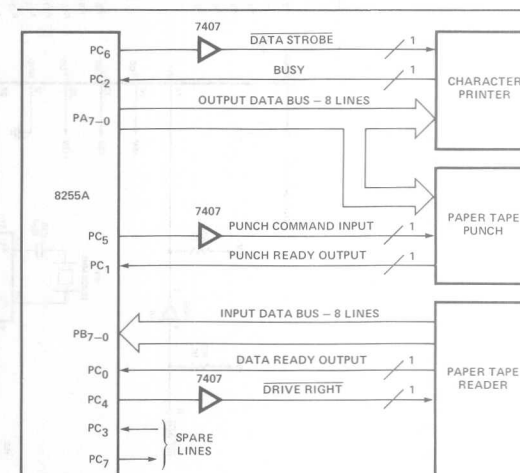 7407
PC6
DATA STROBE
1
PC2
BUSY
1
CHARACTER
PRINTER
PA7-0
OUTPUT DATA BUS – 8 LINES
8255A
7407
PC5
PUNCH COMMAND INPUT
1
PAPER TAPE
PUNCH
PC1
PUNCH READY OUTPUT
1
INPUT DATA BUS – 8 LINES
PB7-0
PC0
DATA READY OUTPUT
1
PAPER TAPE
READER
7407
PC4
DRIVE RIGHT
1
PC3
SPARE
LINES
PC7